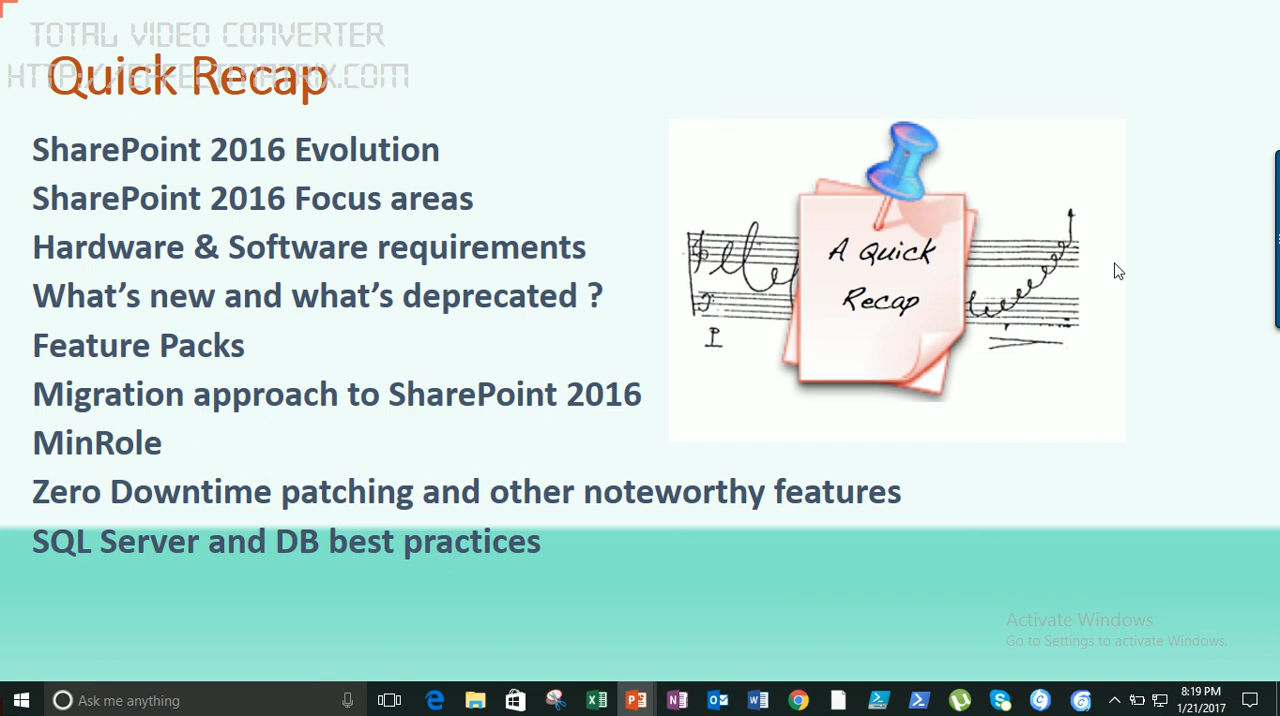 TOTAL VIDEO CONVERTER
HTTP://EFFECTMATRIX.COM
Quick Recap
SharePoint 2016 Evolution
SharePoint 2016 Focus areas
Hardware & Software requirements
What’s new and what’s deprecated ?
Feature Packs
Migration approach to SharePoint 2016
MinRole
Zero Downtime patching and other noteworthy features
SQL Server and DB best practices
A Quick
Recap
P
Activate Windows
Go to Settings to activate Windows.
Ask me anything
8:19 PM
1/21/2017